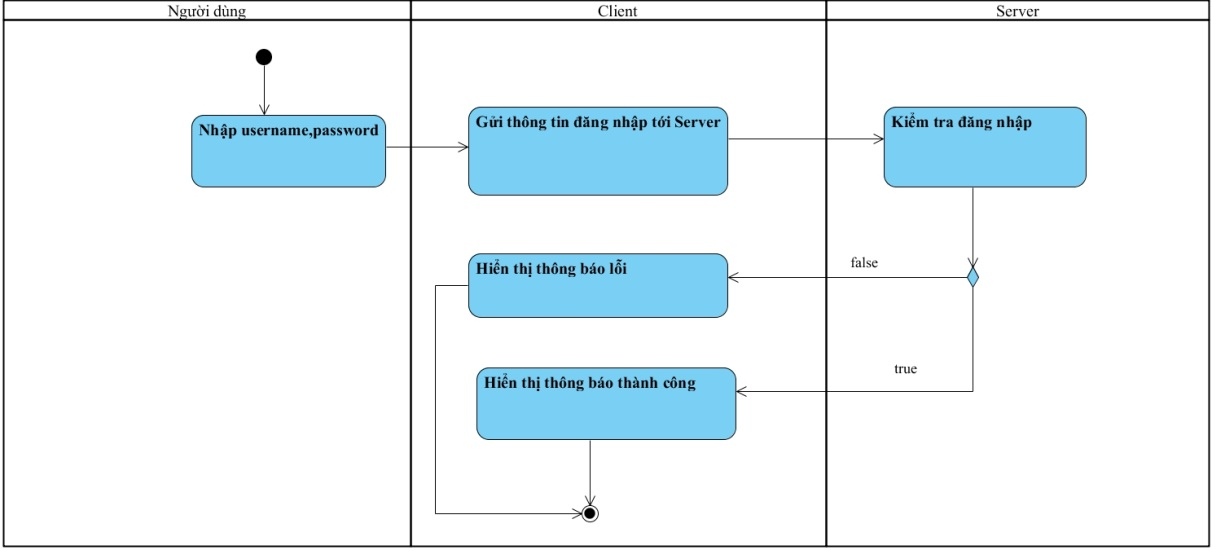 Người dùng
Client
Server
Nhập username,password
Gửi thông tin đăng nhập tới Server
Kiểm tra đăng nhập
Hiển thị thông báo lỗi
false
Hiển thị thông báo thành công
true